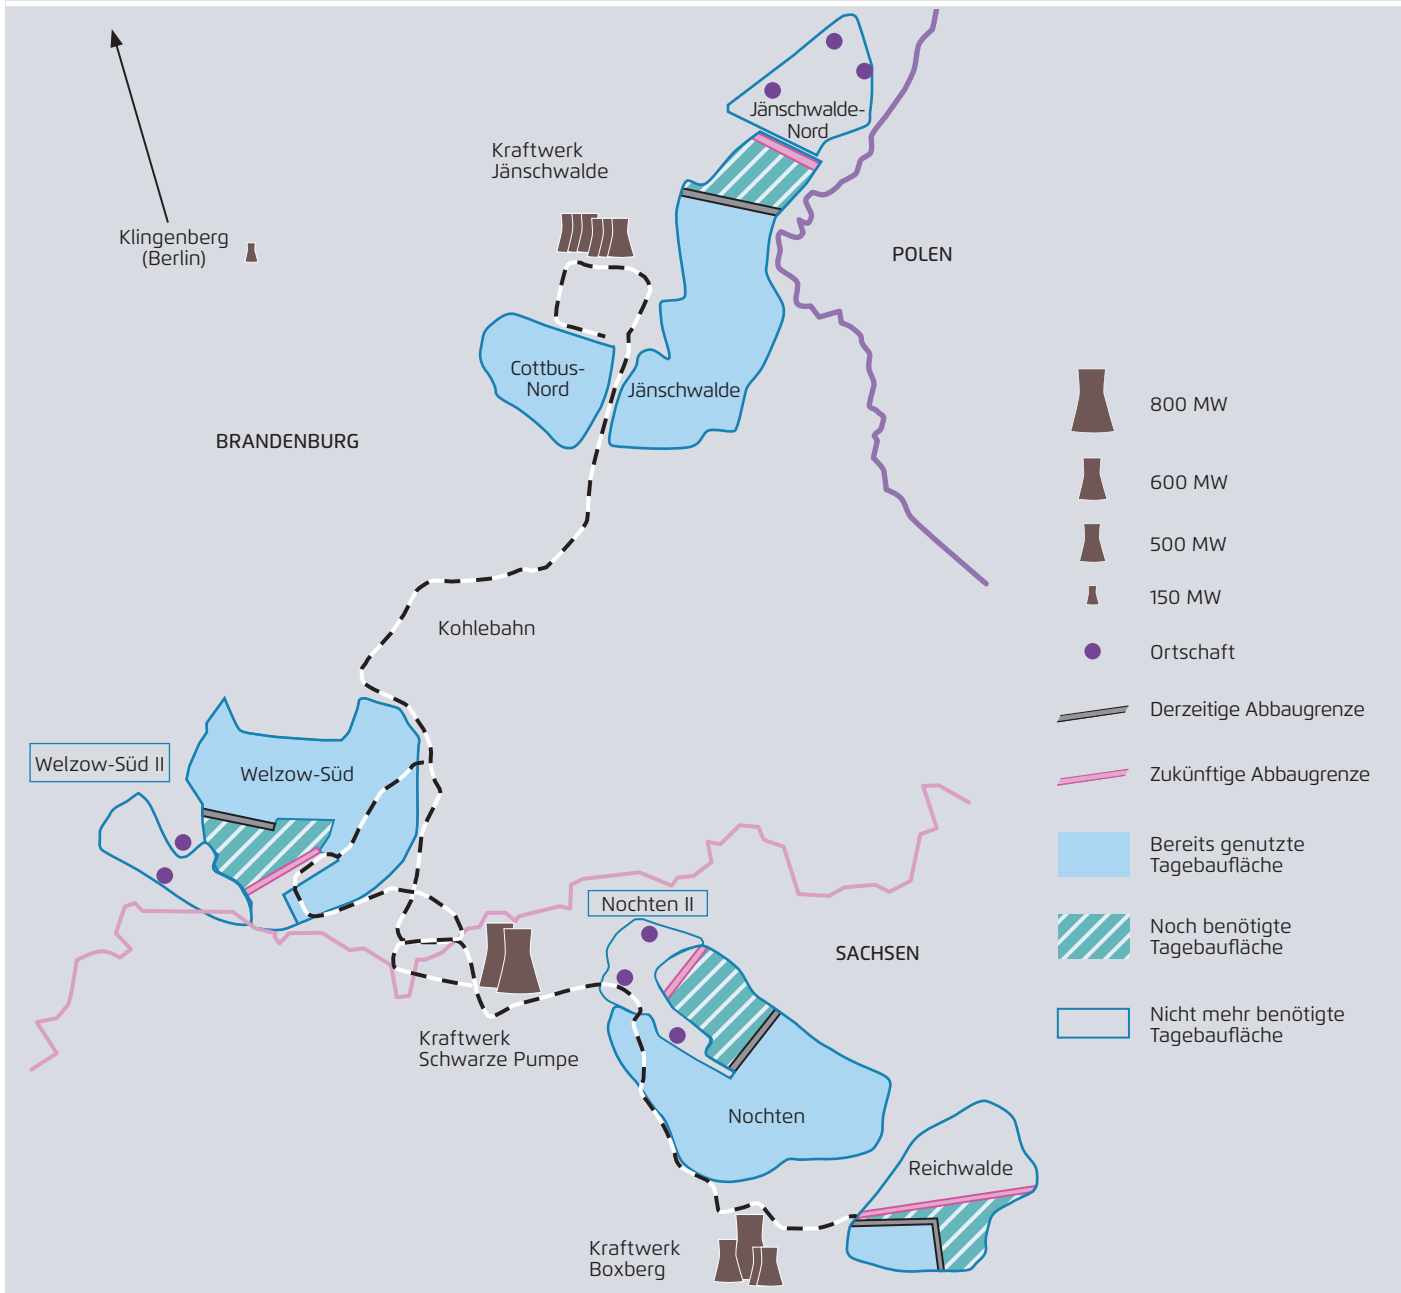 Jänschwalde-
Nord
Kraftwerk
Jänschwalde
Klingenberg
(Berlin)
POLEN
Cottbus-
Nord
Jänschwalde
BRANDENBURG
Kohlebahn
Welzow-Süd II
Welzow-Süd
Nochten II
SACHSEN
Kraftwerk
Schwarze Pumpe
Nochten
Reichwalde
Kraftwerk
Boxberg
800 MW
600 MW
500 MW
150 MW
Ortschaft
Derzeitige Abbaugrenze
Zukünftige Abbaugrenze
Bereits genutzte
Tagebaufläche
Noch benötigte
Tagebaufläche
Nicht mehr benötigte
Tagebaufläche